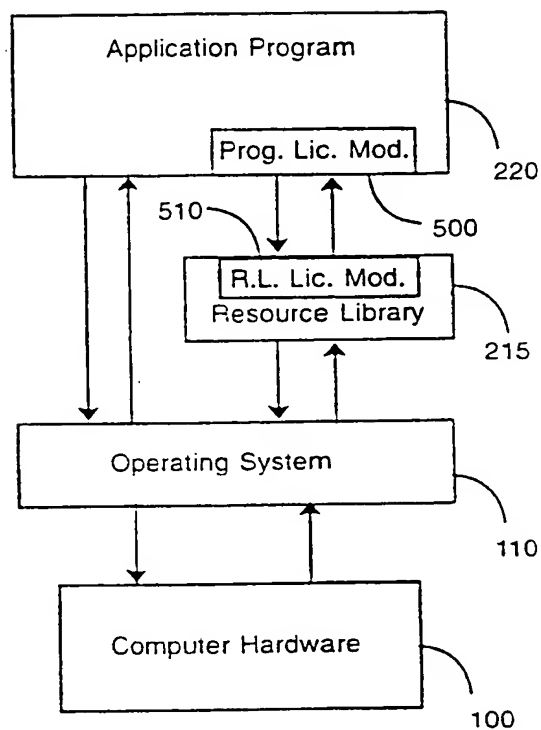 Application Program
Prog. Lic. Mod.
220
500
510
R.L. Lic. Mod.
Resource Library
215
Operating System
110
Computer Hardware
100